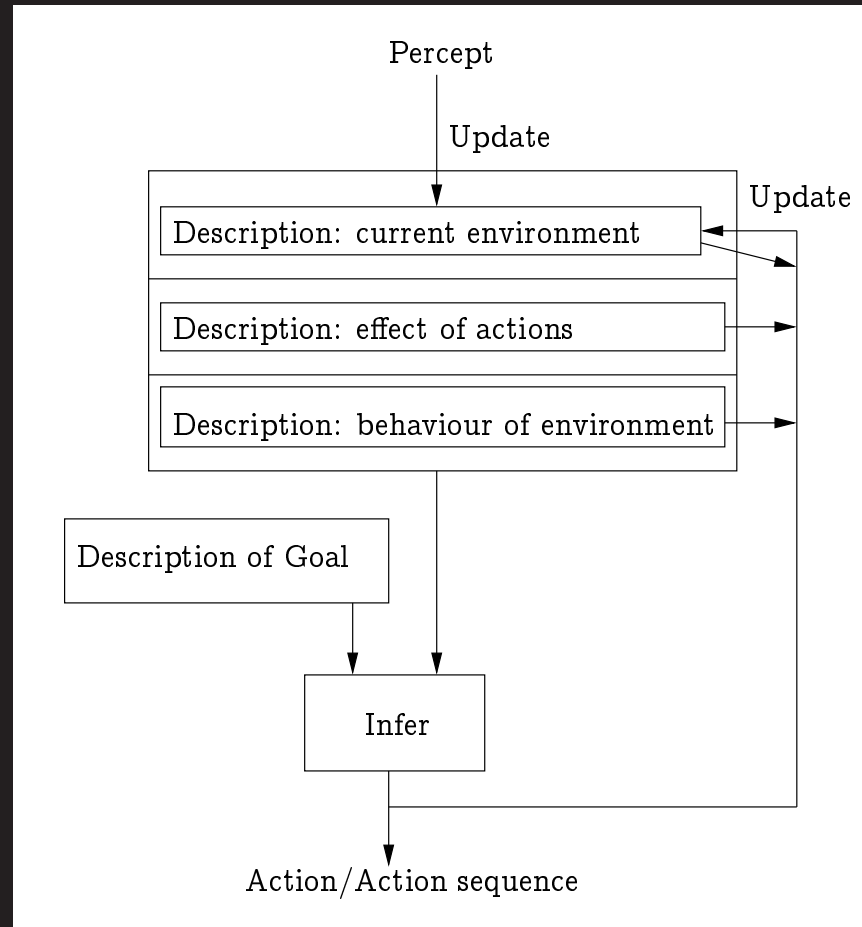 Percept
Update
Update
Description: current environment
Description: effect of actions
Description: behaviour of environment
Description of Goal
Infer
Action/Action sequence